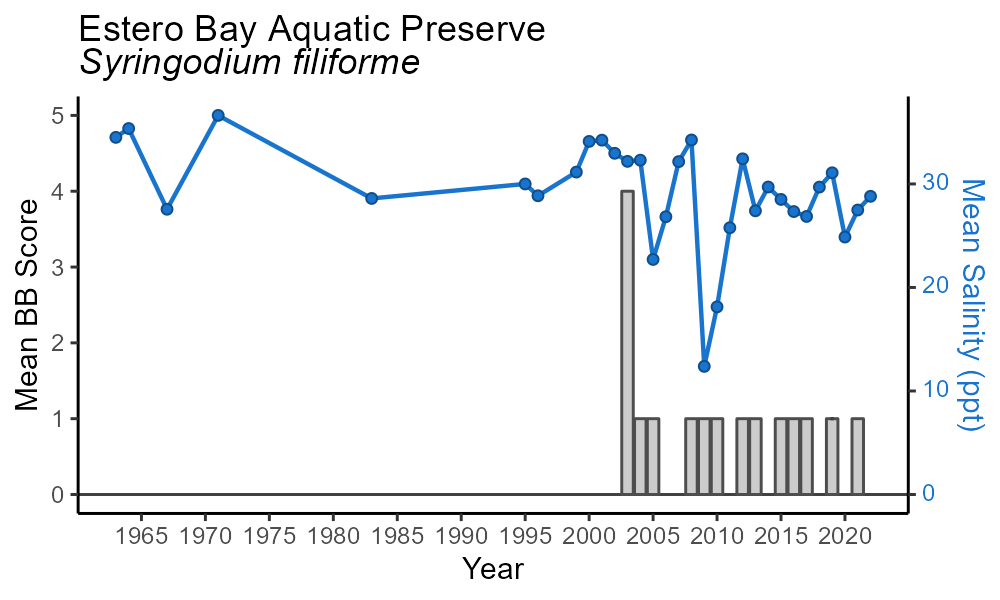 Estero Bay Aquatic Preserve
Syringodium filiforme
Mean BB Score
5
4
3
2
1
0
30
20
10
0
Mean Salinity (ppt)
1965 1970 1975 1980 1985 1990 1995 2000 2005 2010 2015 2020
Year